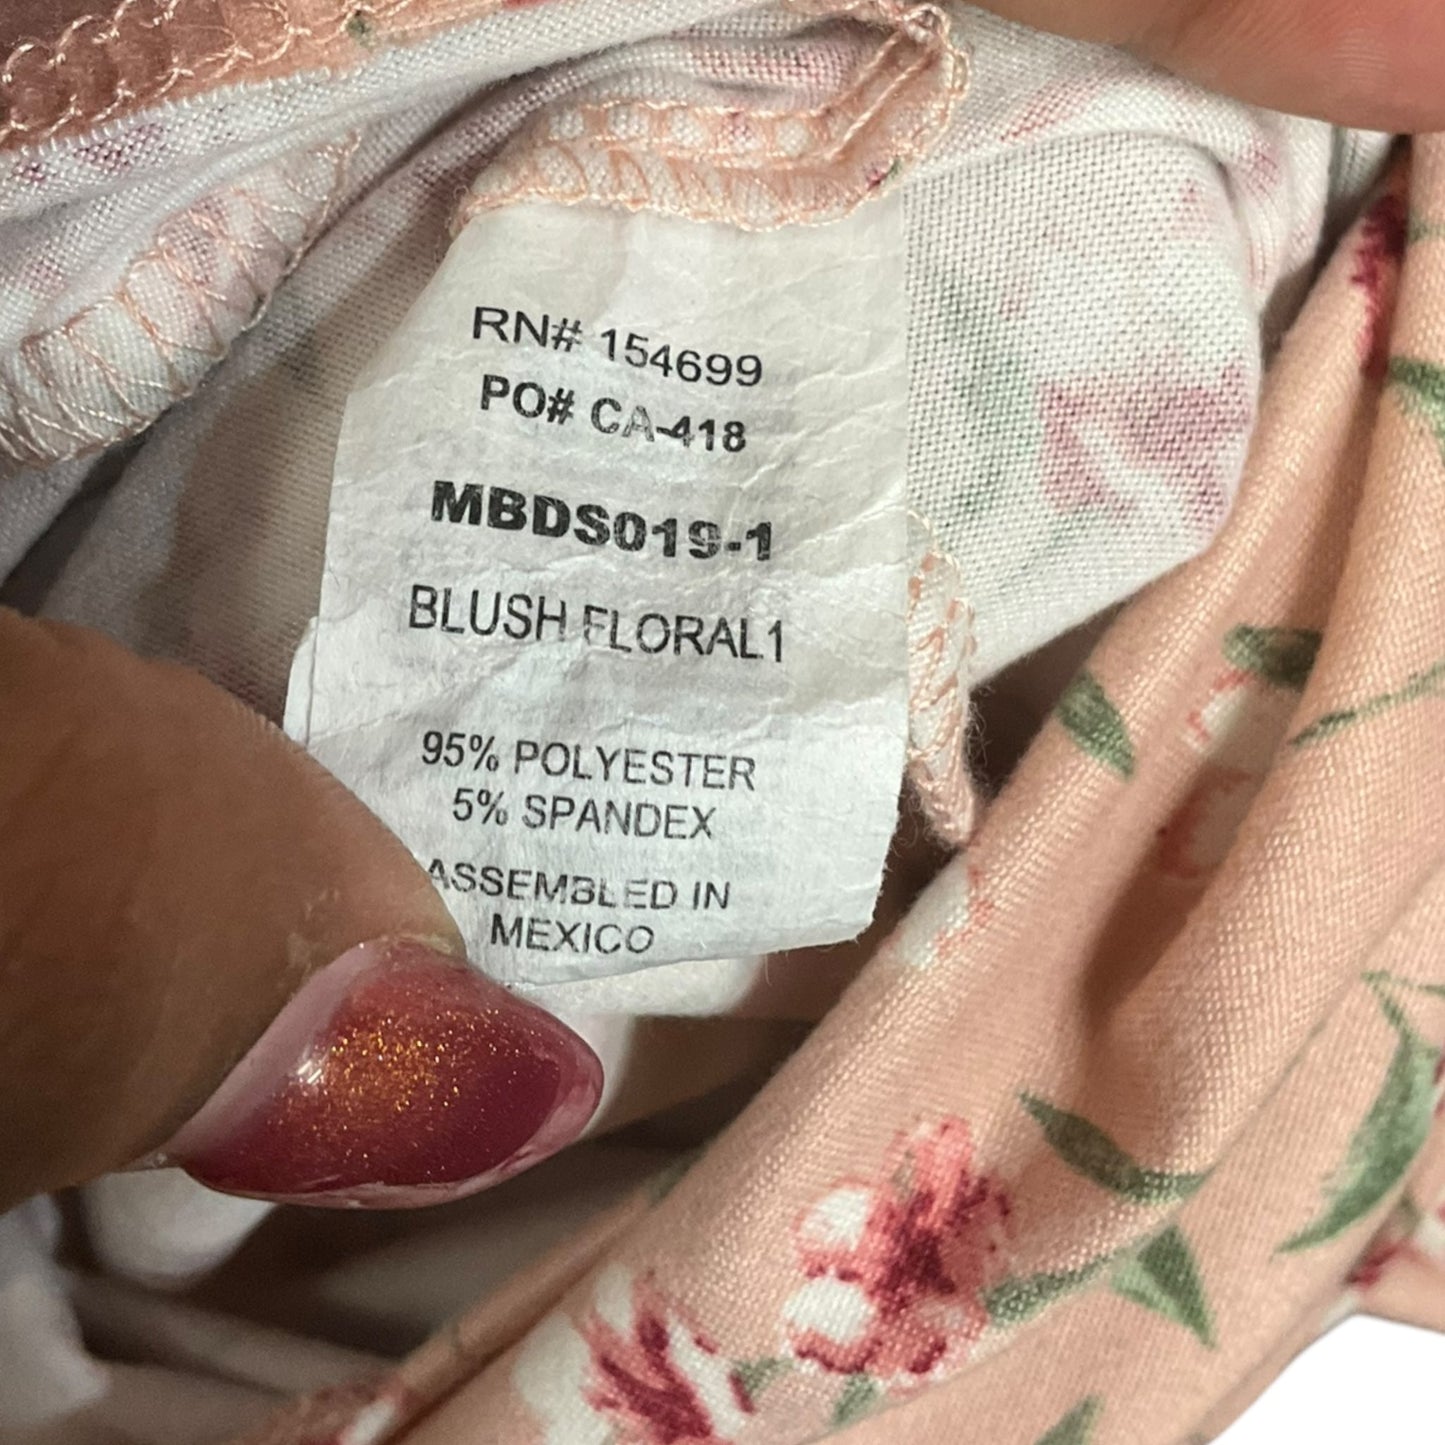 RN# 154699
PO# CA-418
MBDS019-1
BLUSH FLORAL1
95% POLYESTER
5% SPANDEX
ASSEMBLED IN
MEXICO